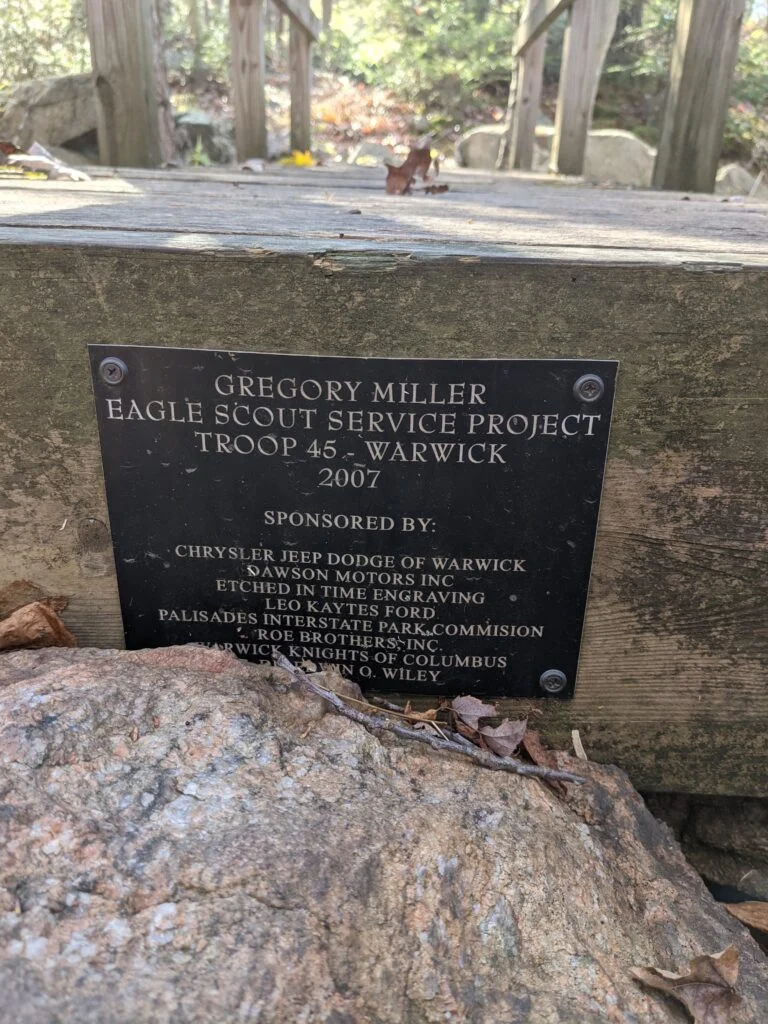 GREGORY MILLER
EAGLE SCOUT SERVICE PROJECT
TROOP 45 - WARWICK
2007
SPONSORED BY:
CHRYSLER JEEP DODGE OF WARWICK
DAWSON MOTORS INC
ETCHED IN TIME ENGRAVING
LEO KAYTES FORD
PALISADES INTERSTATE PARK COMMISION
ROE BROTHERS, INC
WARWICK KNIGHTS OF COLUMBUS
O. WILEY